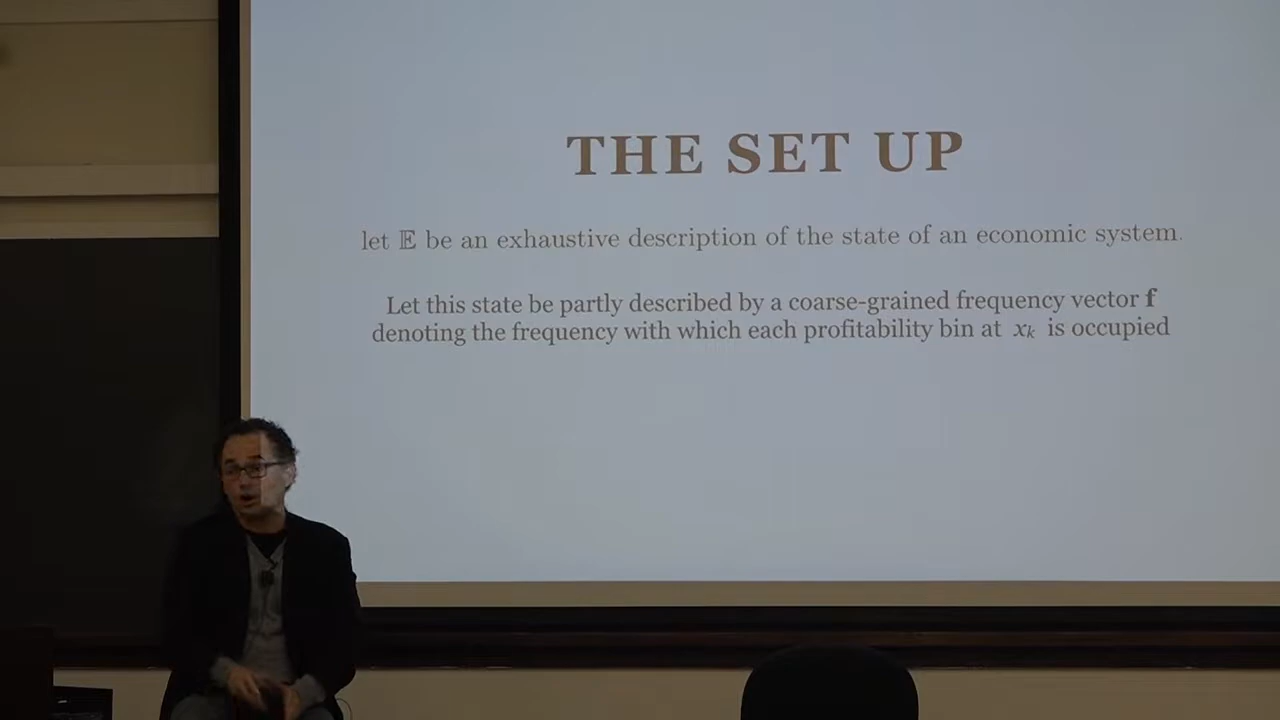 THE SET UP
let 𝔼 be an exhaustive description of the state of an economic system.
Let this state be partly described by a coarse-grained frequency vector f
denoting the frequency with which each profitability bin at xₖ is occupied